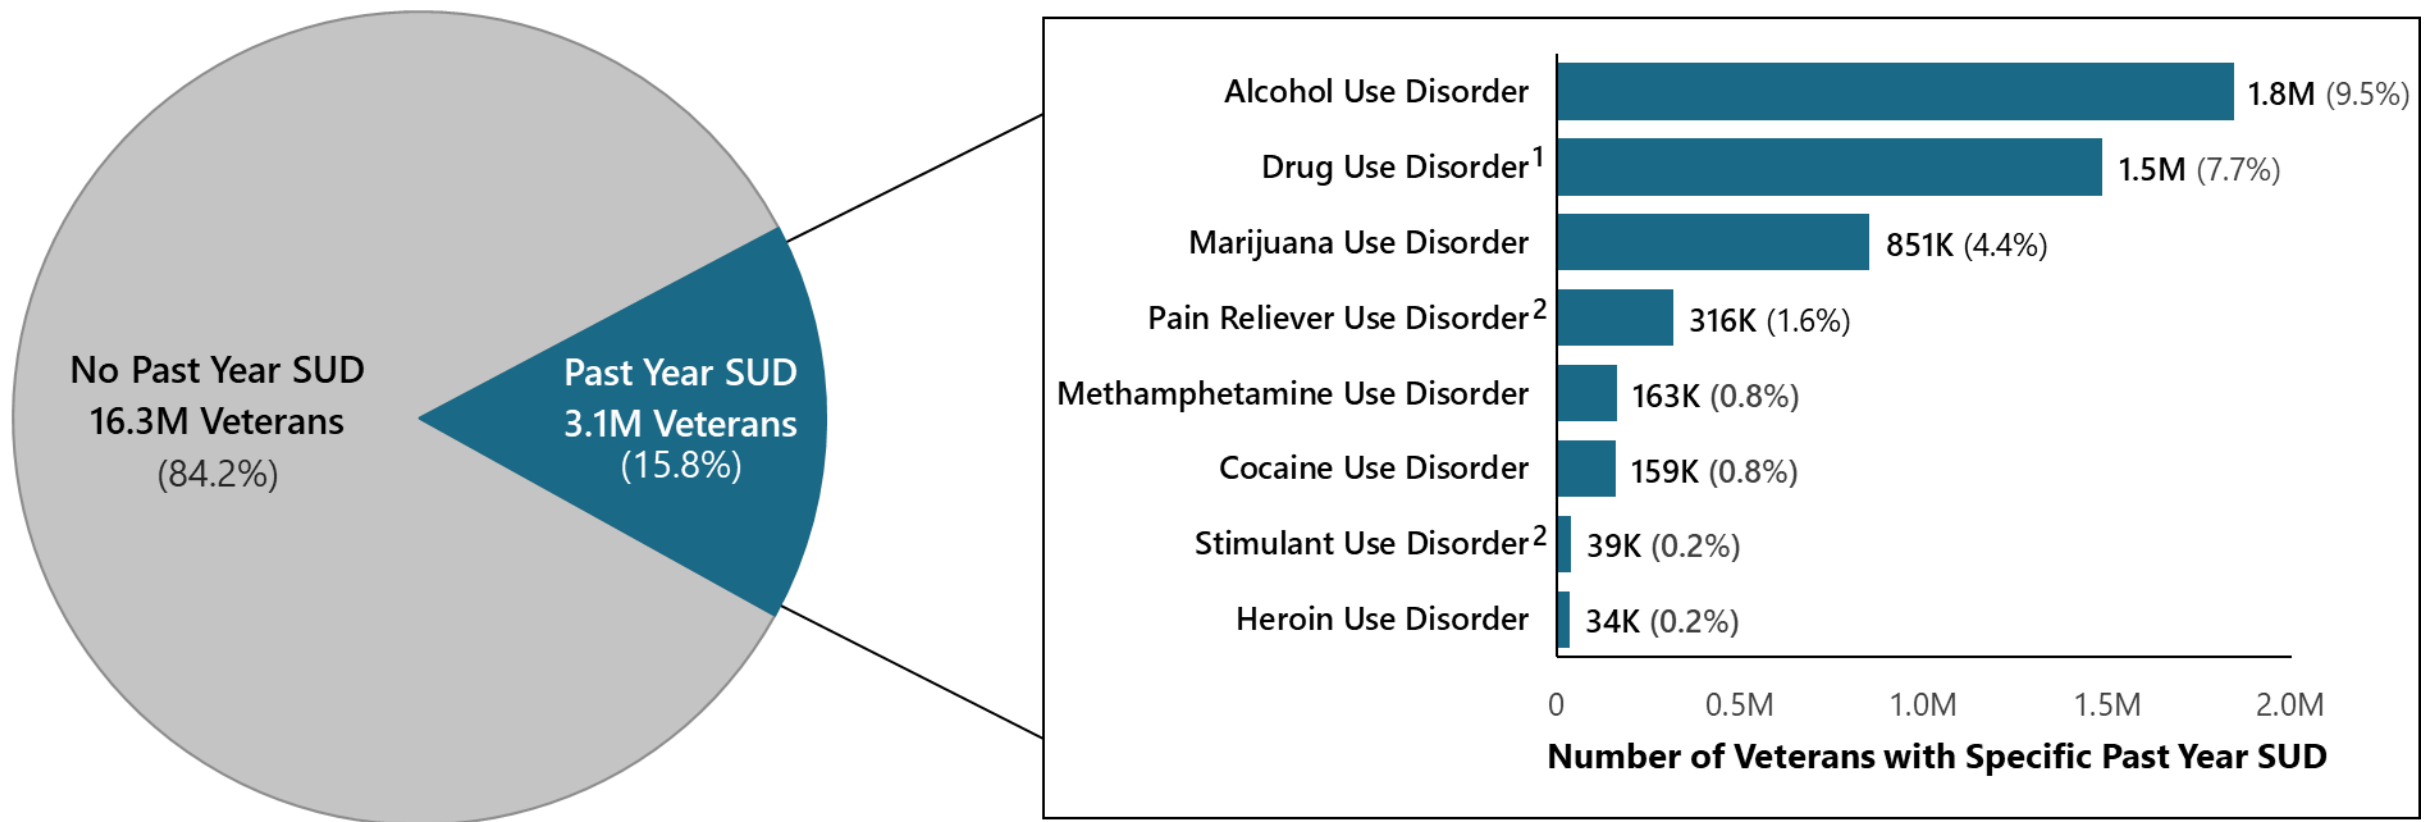 No Past Year SUD
16.3M Veterans
(84.2%)
Past Year SUD
3.1M Veterans
(15.8%)
Alcohol Use Disorder 1.8M (9.5%)
Drug Use Disorder¹ 1.5M (7.7%)
Marijuana Use Disorder 851K (4.4%)
Pain Reliever Use Disorder² 316K (1.6%)
Methamphetamine Use Disorder 163K (0.8%)
Cocaine Use Disorder 159K (0.8%)
Stimulant Use Disorder² 39K (0.2%)
Heroin Use Disorder 34K (0.2%)
0 0.5M 1.0M 1.5M 2.0M
Number of Veterans with Specific Past Year SUD